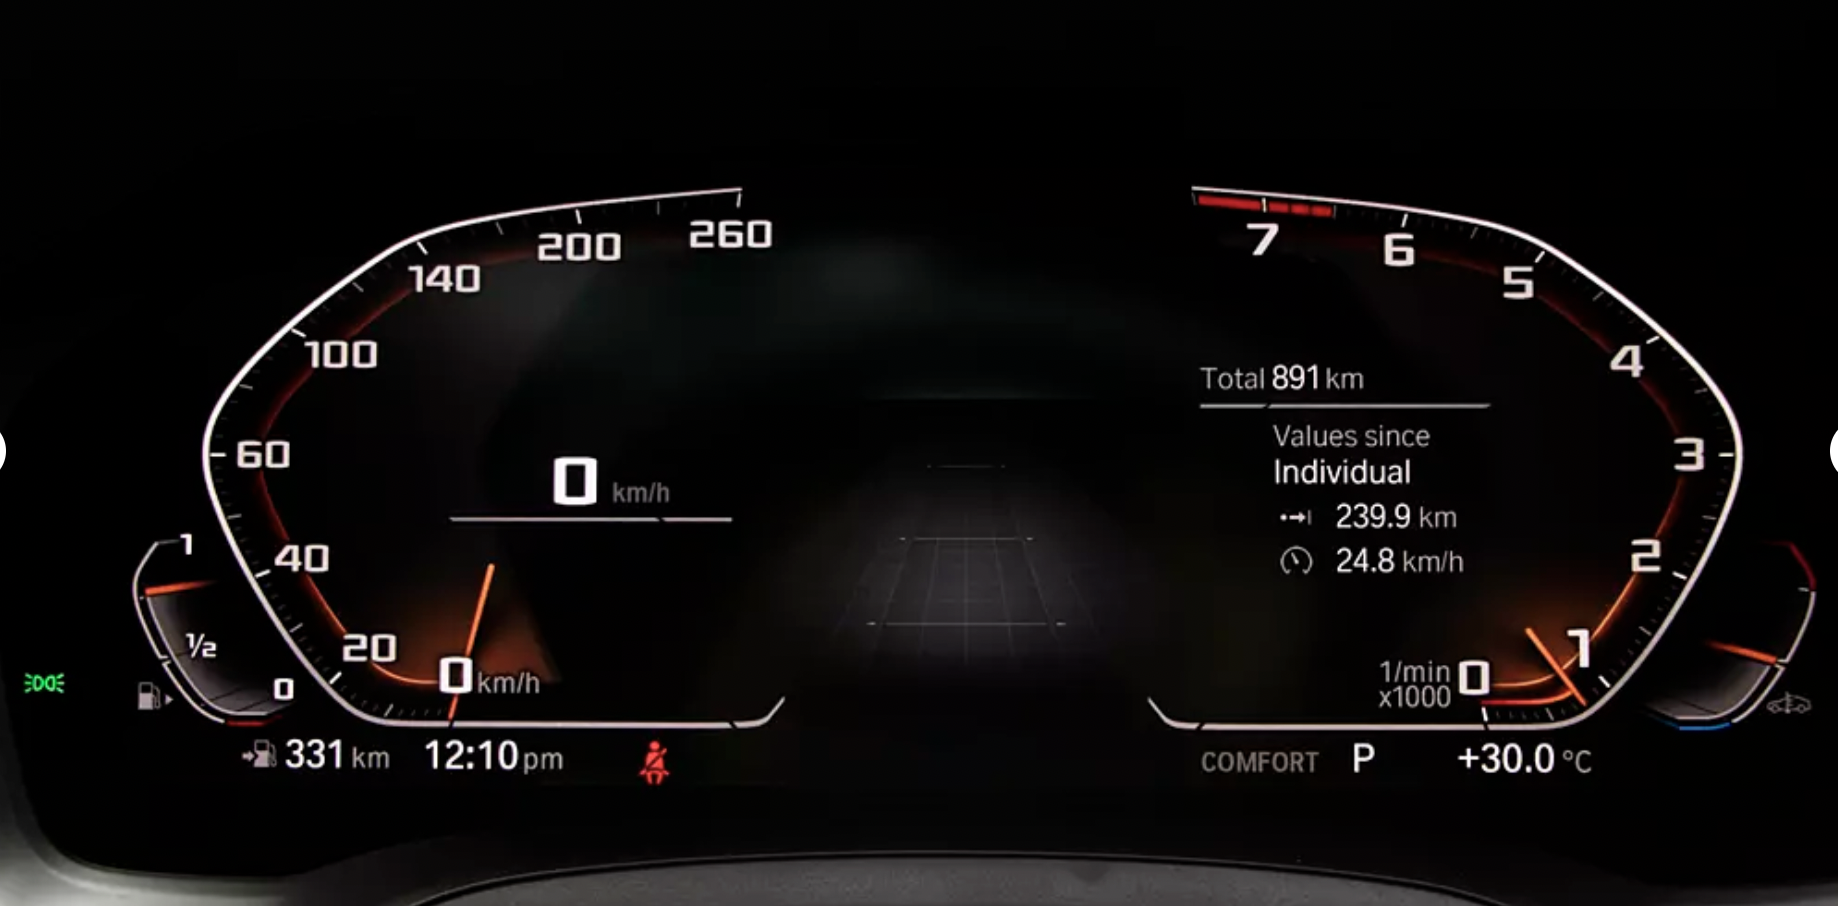 260
200
140
100
60
40
20
0 km/h
0 km/h
1
1/2
0
331 km
12:10 pm
7
6
5
4
3
2
1
0
1/min
x1000
Total 891 km
Values since
Individual
239.9 km
24.8 km/h
COMFORT P +30.0 °C